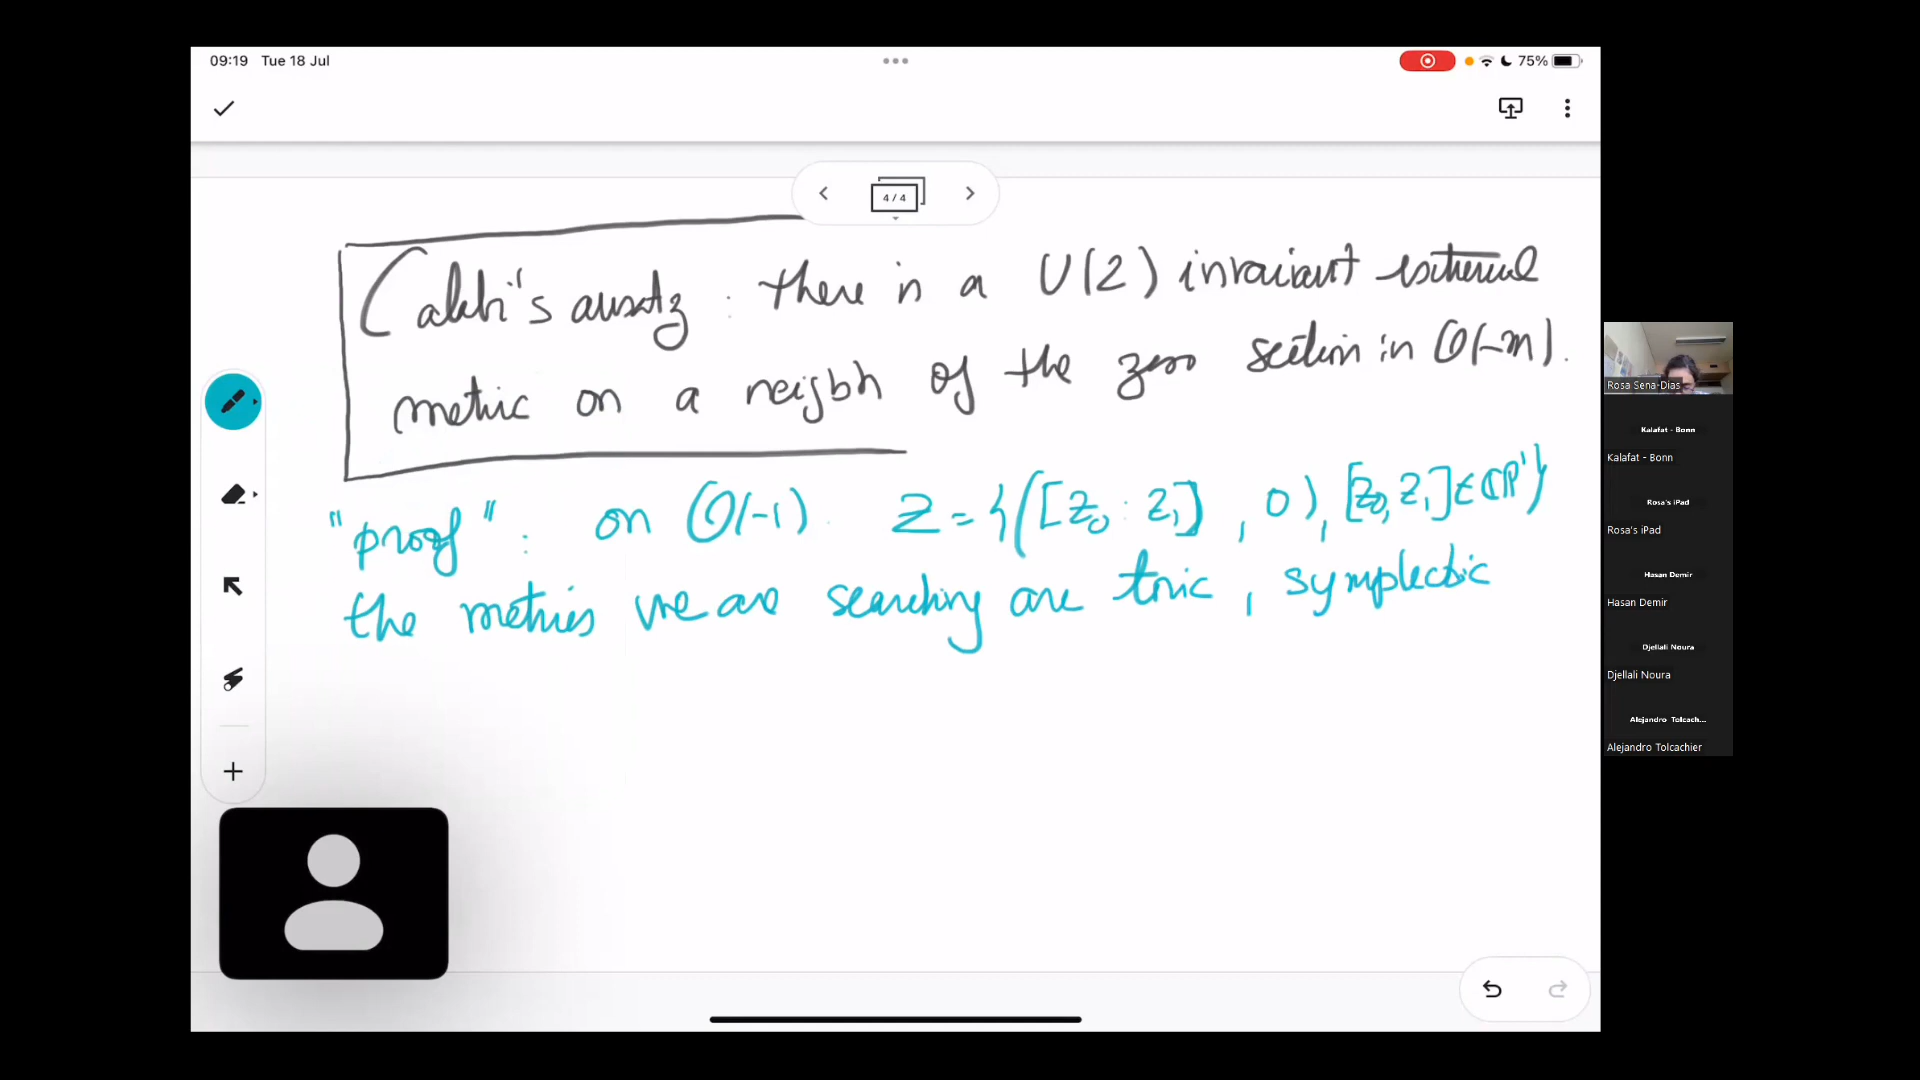 09:19 Tue 18 Jul
75%
4 / 4
Calabi's ansatz : there is a U(2) invariant extremal
metric on a neigbh of the zero section in O(-m).
"proof" : on O(-1). Z = {([z₀ : z₁], 0), [z₀, z₁] ∈ ℂℙ¹}
the metrics we are searching are toric, symplectic
Rosa Sena-Dias
Kalafat - Bonn
Kalafat - Bonn
Rosa's iPad
Rosa's iPad
Hasan Demir
Hasan Demir
Djellali Noura
Djellali Noura
Alejandro Tolcach...
Alejandro Tolcachier